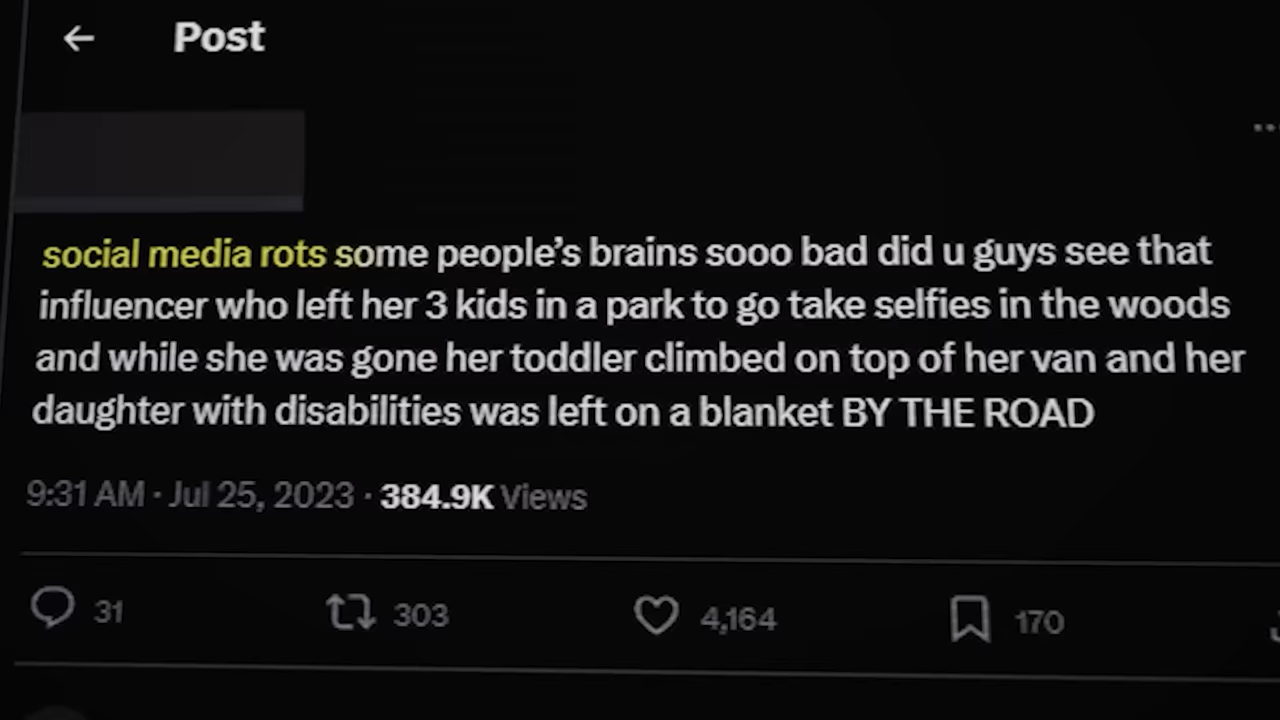 Post
social media rots some people’s brains sooo bad did u guys see that
influencer who left her 3 kids in a park to go take selfies in the woods
and while she was gone her toddler climbed on top of her van and her
daughter with disabilities was left on a blanket BY THE ROAD
9:31 AM · Jul 25, 2023 · 384.9K Views
31 303 4,164 170